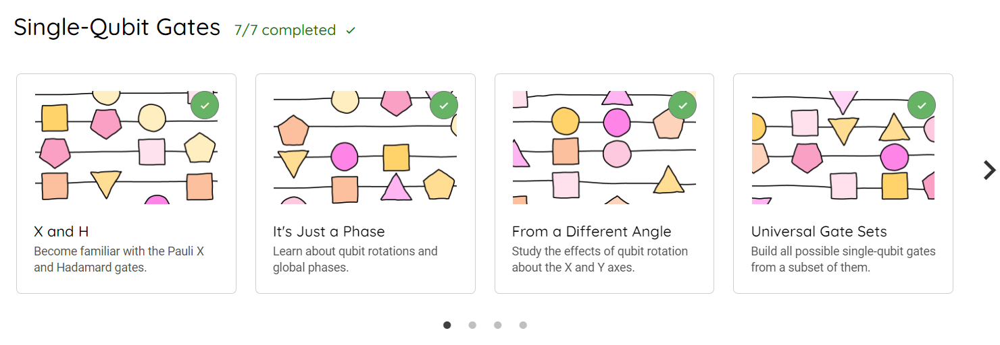 Single-Qubit Gates 7/7 completed ✓
X and H
Become familiar with the Pauli X
and Hadamard gates.
It's Just a Phase
Learn about qubit rotations and
global phases.
From a Different Angle
Study the effects of qubit rotation
about the X and Y axes.
Universal Gate Sets
Build all possible single-qubit gates
from a subset of them.